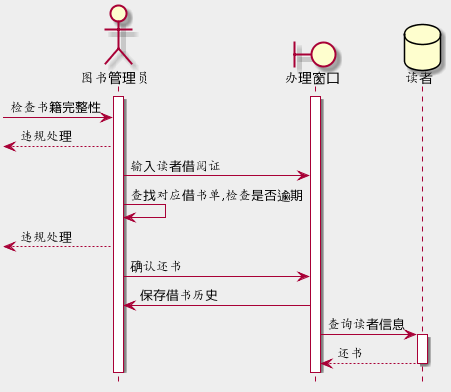 图书管理员
办理窗口
读者
检查书籍完整性
违规处理
输入读者借阅证
查找对应借书单,检查是否逾期
违规处理
确认还书
保存借书历史
查询读者信息
还书